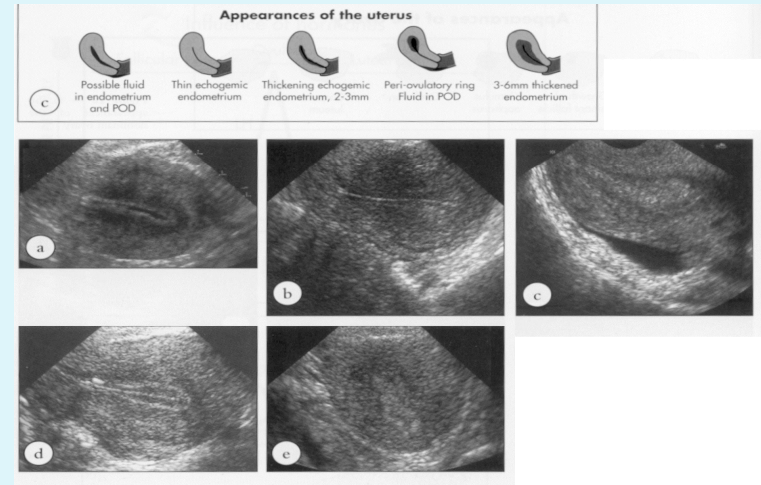 Appearances of the uterus
Possible fluid
in endometrium
and POD
Thin echogenic
endometrium
Thickening echogemic
endometrium, 2-3mm
Peri-ovulatory ring
Fluid in POD
3-6mm thickened
endometrium
c
a
b
c
d
e